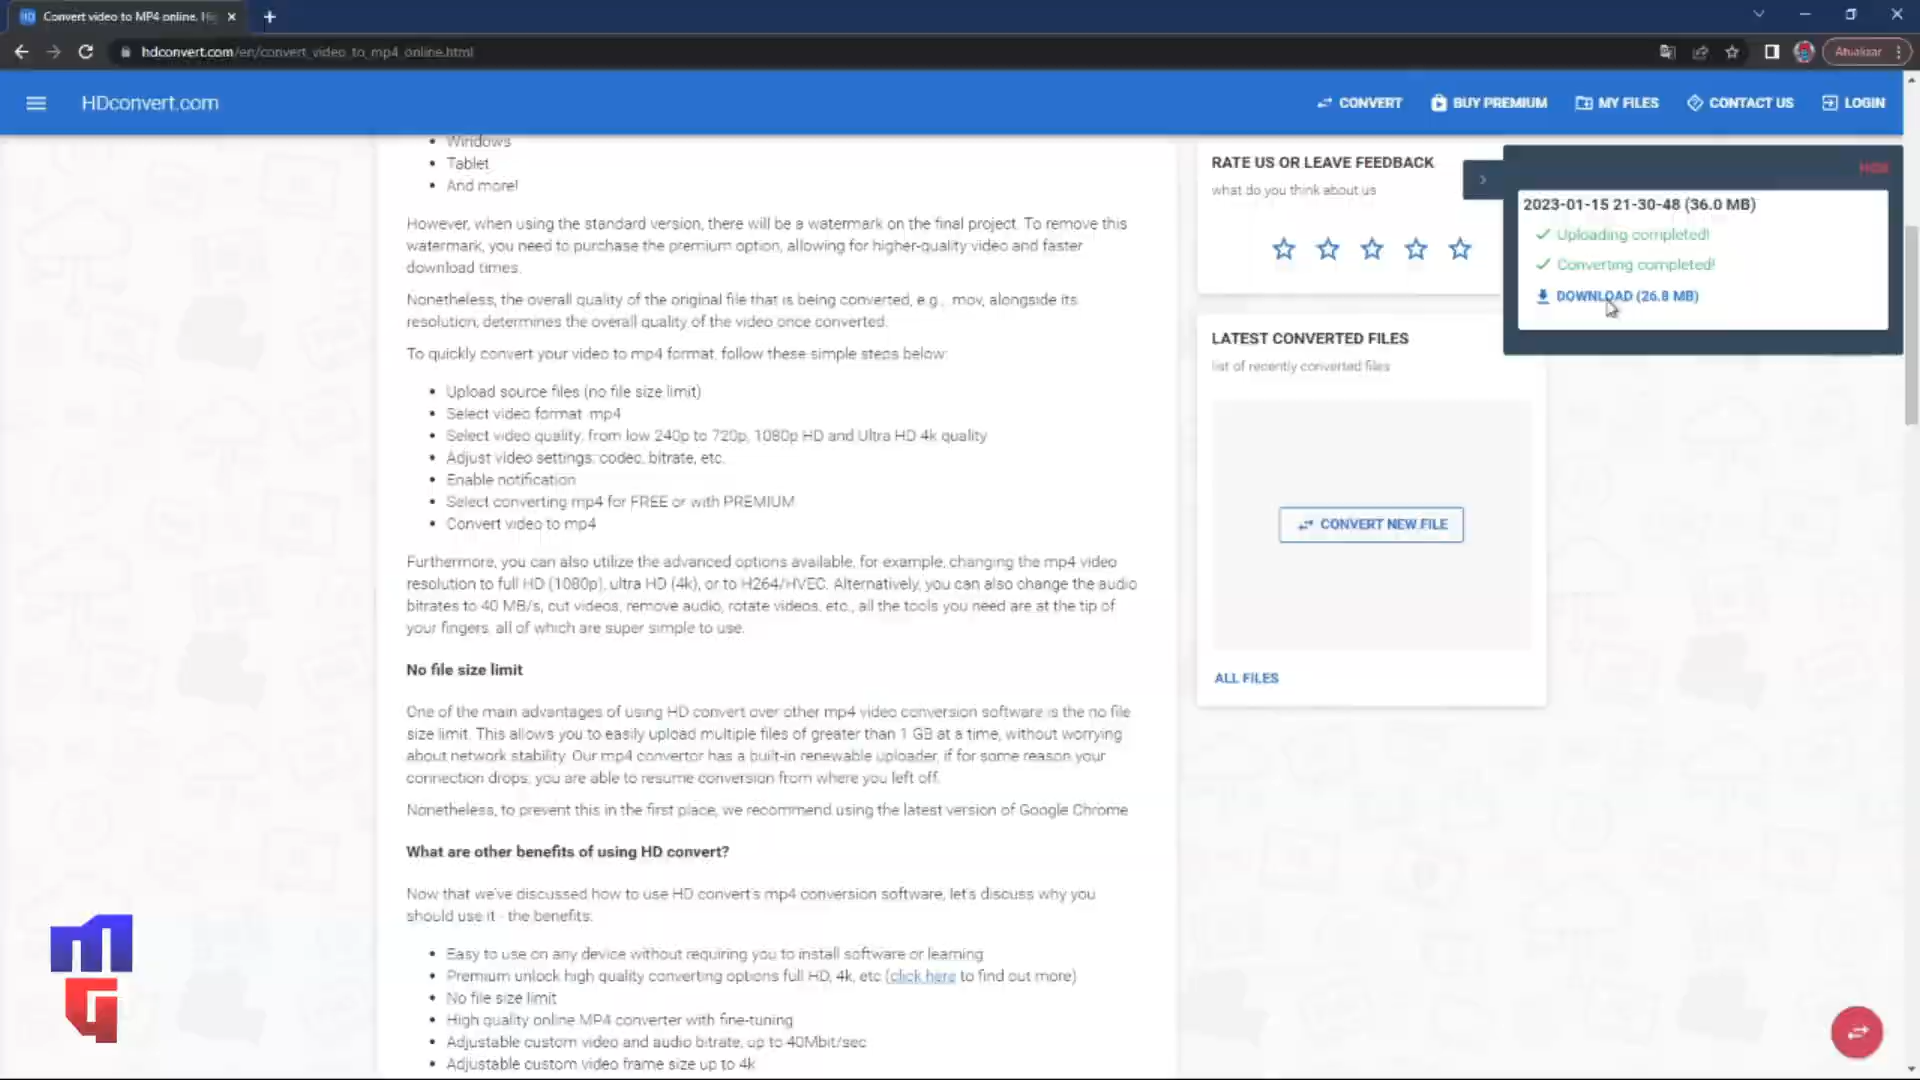 Convert video to MP4 online. Hi
hdconvert.com/en/convert_video_to_mp4_online.html
Atualizar
HDconvert.com
CONVERT
BUY PREMIUM
MY FILES
CONTACT US
LOGIN
• Windows
• Tablet
• And more!
However, when using the standard version, there will be a watermark on the final project. To remove this
watermark, you need to purchase the premium option, allowing for higher-quality video and faster
download times.
Nonetheless, the overall quality of the original file that is being converted, e.g., .mov, alongside its
resolution, determines the overall quality of the video once converted.
To quickly convert your video to mp4 format, follow these simple steps below:
• Upload source files (no file size limit)
• Select video format .mp4
• Select video quality, from low 240p to 720p, 1080p HD and Ultra HD 4k quality
• Adjust video settings: codec, bitrate, etc.
• Enable notification
• Select converting mp4 for FREE or with PREMIUM
• Convert video to mp4
Furthermore, you can also utilize the advanced options available, for example, changing the mp4 video
resolution to full HD (1080p), ultra HD (4k), or to H264/HVEC. Alternatively, you can also change the audio
bitrates to 40 MB/s, cut videos, remove audio, rotate videos, etc., all the tools you need are at the tip of
your fingers, all of which are super simple to use.
No file size limit
One of the main advantages of using HD convert over other mp4 video conversion software is the no file
size limit. This allows you to easily upload multiple files of greater than 1 GB at a time, without worrying
about network stability. Our mp4 convertor has a built-in renewable uploader, if for some reason your
connection drops, you are able to resume conversion from where you left off.
Nonetheless, to prevent this in the first place, we recommend using the latest version of Google Chrome
What are other benefits of using HD convert?
Now that we've discussed how to use HD convert's mp4 conversion software, let's discuss why you
should use it - the benefits:
• Easy to use on any device without requiring you to install software or learning
• Premium unlock high quality converting options full HD, 4k, etc (click here to find out more)
• No file size limit
• High quality online MP4 converter with fine-tuning
• Adjustable custom video and audio bitrate, up to 40Mbit/sec
• Adjustable custom video frame size up to 4k
RATE US OR LEAVE FEEDBACK
what do you think about us
LATEST CONVERTED FILES
list of recently converted files
CONVERT NEW FILE
ALL FILES
HIDE
2023-01-15 21-30-48 (36.0 MB)
Uploading completed!
Converting completed!
DOWNLOAD (26.8 MB)